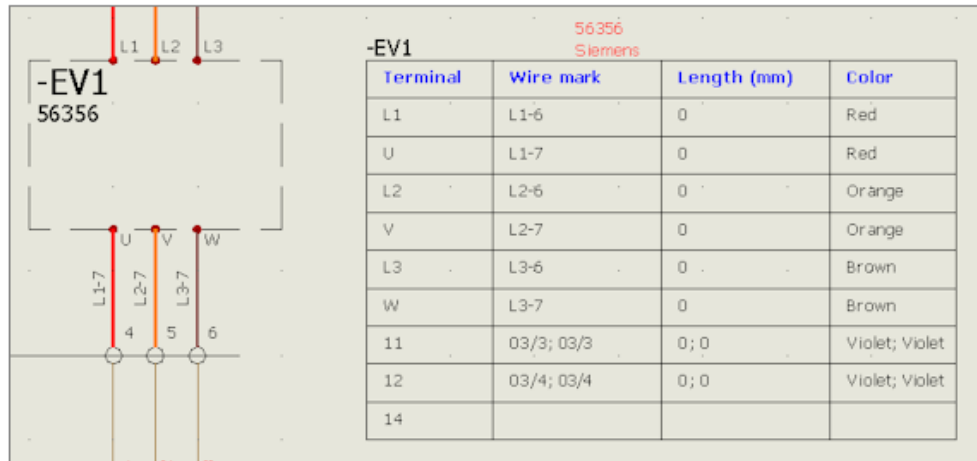 L1 L2 L3
-EV1
56356
U V W
L1-7 L2-7 L3-7
4 5 6
56356
-EV1 Siemens
Terminal Wire mark Length (mm) Color
L1 L1-6 0 Red
U L1-7 0 Red
L2 L2-6 0 Orange
V L2-7 0 Orange
L3 L3-6 0 Brown
W L3-7 0 Brown
11 03/3; 03/3 0; 0 Violet; Violet
12 03/4; 03/4 0; 0 Violet; Violet
14